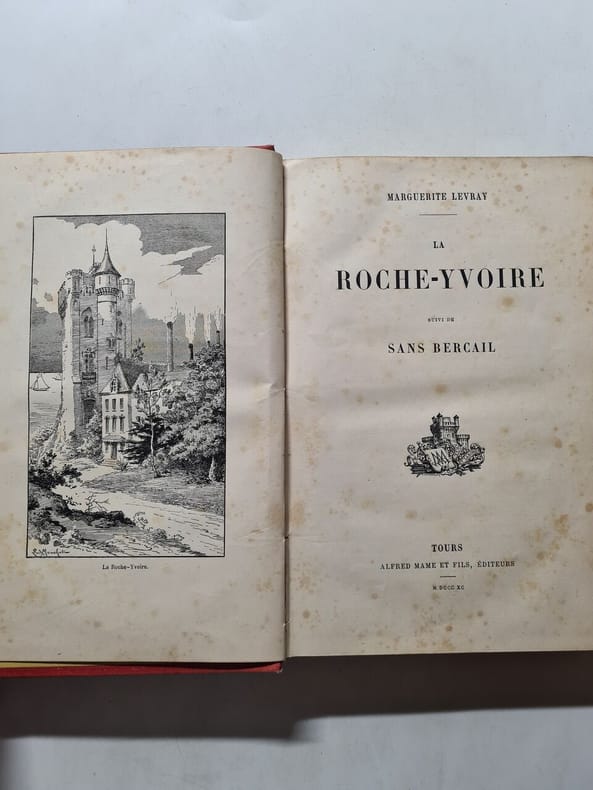 La Roche-Yvoire.
MARGUERITE LEVRAY
LA
ROCHE-YVOIRE
SUIVI DE
SANS BERCAIL
TOURS
ALFRED MAME ET FILS, ÉDITEURS
M DCCC XC